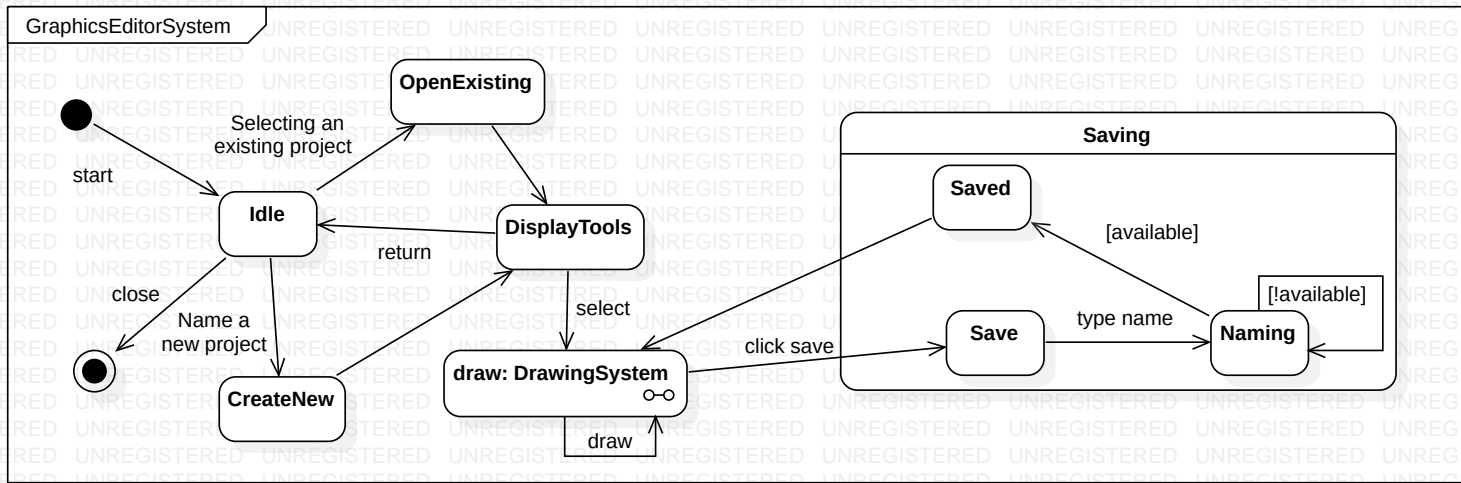 GraphicsEditorSystem
OpenExisting
Selecting an
existing project
start
Idle
DisplayTools
return
close
Name a
new project
select
CreateNew
draw: DrawingSystem
draw
click save
Saving
Saved
[available]
[!available]
Save
type name
Naming
UNREGISTERED